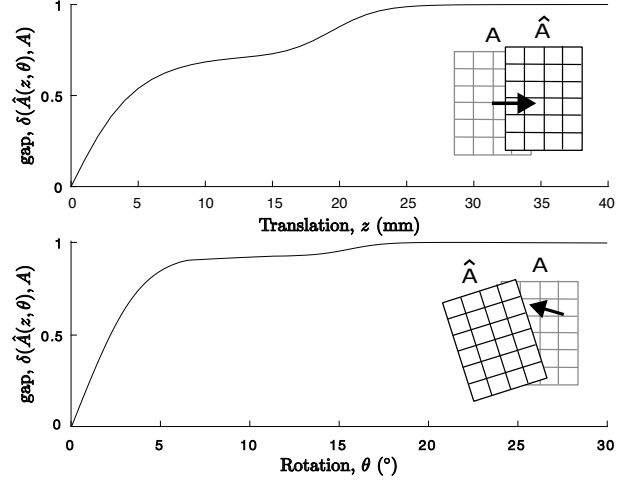 1
0.5
0
gap, δ(Â(z, θ), A)
A
Â
0 5 10 15 20 25 30 35 40
Translation, z (mm)
1
0.5
0
gap, δ(Â(z, θ), A)
Â
A
0 5 10 15 20 25 30
Rotation, θ (°)